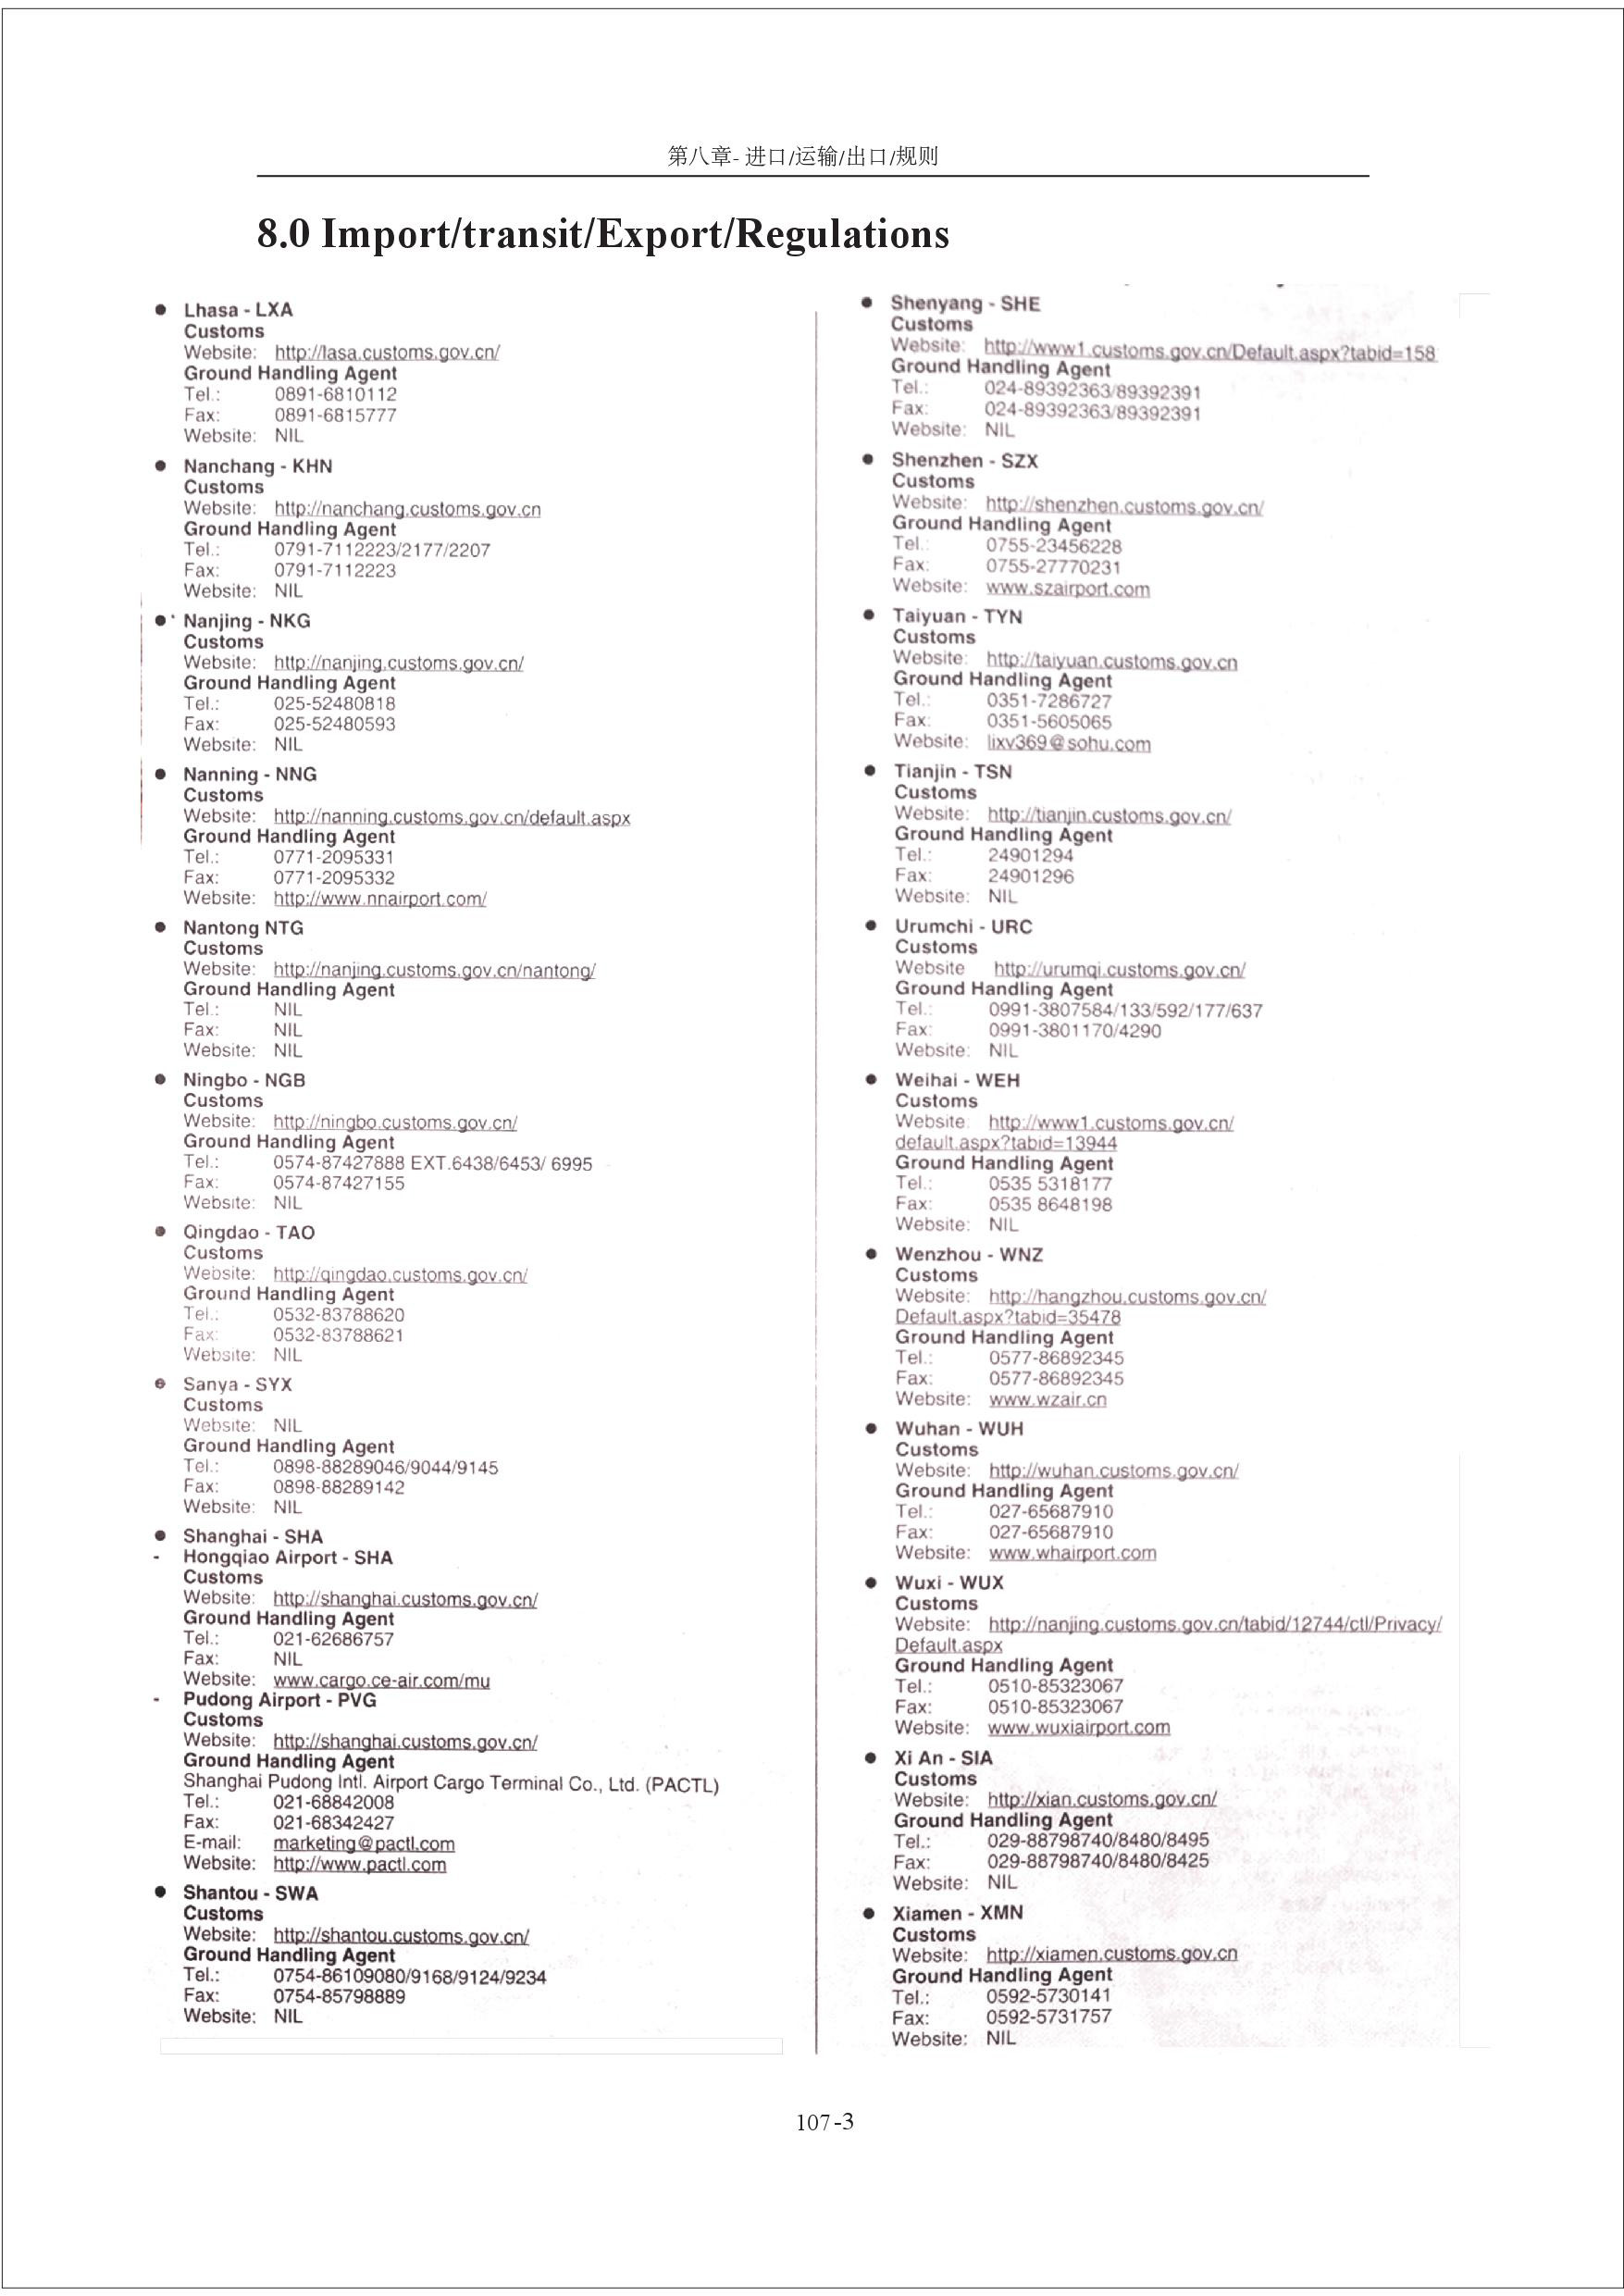 第八章- 进口/运输/出口/规则
8.0 Import/transit/Export/Regulations
● Lhasa - LXA
Customs
Website: http://lasa.customs.gov.cn/
Ground Handling Agent
Tel.: 0891-6810112
Fax: 0891-6815777
Website: NIL
● Nanchang - KHN
Customs
Website: http://nanchang.customs.gov.cn
Ground Handling Agent
Tel.: 0791-7112223/2177/2207
Fax: 0791-7112223
Website: NIL
● Nanjing - NKG
Customs
Website: http://nanjing.customs.gov.cn/
Ground Handling Agent
Tel.: 025-52480818
Fax: 025-52480593
Website: NIL
● Nanning - NNG
Customs
Website: http://nanning.customs.gov.cn/default.aspx
Ground Handling Agent
Tel.: 0771-2095331
Fax: 0771-2095332
Website: http://www.nnairport.com/
● Nantong NTG
Customs
Website: http://nanjing.customs.gov.cn/nantong/
Ground Handling Agent
Tel.: NIL
Fax: NIL
Website: NIL
● Ningbo - NGB
Customs
Website: http://ningbo.customs.gov.cn/
Ground Handling Agent
Tel.: 0574-87427888 EXT.6438/6453/ 6995
Fax: 0574-87427155
Website: NIL
● Qingdao - TAO
Customs
Website: http://qingdao.customs.gov.cn/
Ground Handling Agent
Tel.: 0532-83788620
Fax: 0532-83788621
Website: NIL
● Sanya - SYX
Customs
Website: NIL
Ground Handling Agent
Tel.: 0898-88289046/9044/9145
Fax: 0898-88289142
Website: NIL
● Shanghai - SHA
- Hongqiao Airport - SHA
Customs
Website: http://shanghai.customs.gov.cn/
Ground Handling Agent
Tel.: 021-62686757
Fax: NIL
Website: www.cargo.ce-air.com/mu
- Pudong Airport - PVG
Customs
Website: http://shanghai.customs.gov.cn/
Ground Handling Agent
Shanghai Pudong Intl. Airport Cargo Terminal Co., Ltd. (PACTL)
Tel.: 021-68842008
Fax: 021-68342427
E-mail: marketing@pactl.com
Website: http://www.pactl.com
● Shantou - SWA
Customs
Website: http://shantou.customs.gov.cn/
Ground Handling Agent
Tel.: 0754-86109080/9168/9124/9234
Fax: 0754-85798889
Website: NIL
● Shenyang - SHE
Customs
Website: http://www1.customs.gov.cn/Default.aspx?tabid=158
Ground Handling Agent
Tel.: 024-89392363/89392391
Fax: 024-89392363/89392391
Website: NIL
● Shenzhen - SZX
Customs
Website: http://shenzhen.customs.gov.cn/
Ground Handling Agent
Tel.: 0755-23456228
Fax: 0755-27770231
Website: www.szairport.com
● Taiyuan - TYN
Customs
Website: http://taiyuan.customs.gov.cn
Ground Handling Agent
Tel.: 0351-7286727
Fax: 0351-5605065
Website: lixv369@sohu.com
● Tianjin - TSN
Customs
Website: http://tianjin.customs.gov.cn/
Ground Handling Agent
Tel.: 24901294
Fax: 24901296
Website: NIL
● Urumchi - URC
Customs
Website http://urumqi.customs.gov.cn/
Ground Handling Agent
Tel.: 0991-3807584/133/592/177/637
Fax: 0991-3801170/4290
Website: NIL
● Weihai - WEH
Customs
Website: http://www1.customs.gov.cn/
default.aspx?tabid=13944
Ground Handling Agent
Tel.: 0535 5318177
Fax: 0535 8648198
Website: NIL
● Wenzhou - WNZ
Customs
Website: http://hangzhou.customs.gov.cn/
Default.aspx?tabid=35478
Ground Handling Agent
Tel.: 0577-86892345
Fax: 0577-86892345
Website: www.wzair.cn
● Wuhan - WUH
Customs
Website: http://wuhan.customs.gov.cn/
Ground Handling Agent
Tel.: 027-65687910
Fax: 027-65687910
Website: www.whairport.com
● Wuxi - WUX
Customs
Website: http://nanjing.customs.gov.cn/tabid/12744/ctl/Privacy/
Default.aspx
Ground Handling Agent
Tel.: 0510-85323067
Fax: 0510-85323067
Website: www.wuxiairport.com
● Xi An - SIA
Customs
Website: http://xian.customs.gov.cn/
Ground Handling Agent
Tel.: 029-88798740/8480/8495
Fax: 029-88798740/8480/8425
Website: NIL
● Xiamen - XMN
Customs
Website: http://xiamen.customs.gov.cn
Ground Handling Agent
Tel.: 0592-5730141
Fax: 0592-5731757
Website: NIL
107-3